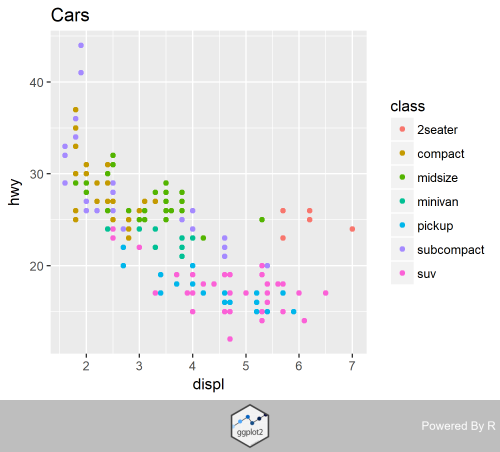 Cars
hwy
40
30
20
2
3
4
5
6
7
displ
class
2seater
compact
midsize
minivan
pickup
subcompact
suv
ggplot2
Powered By R